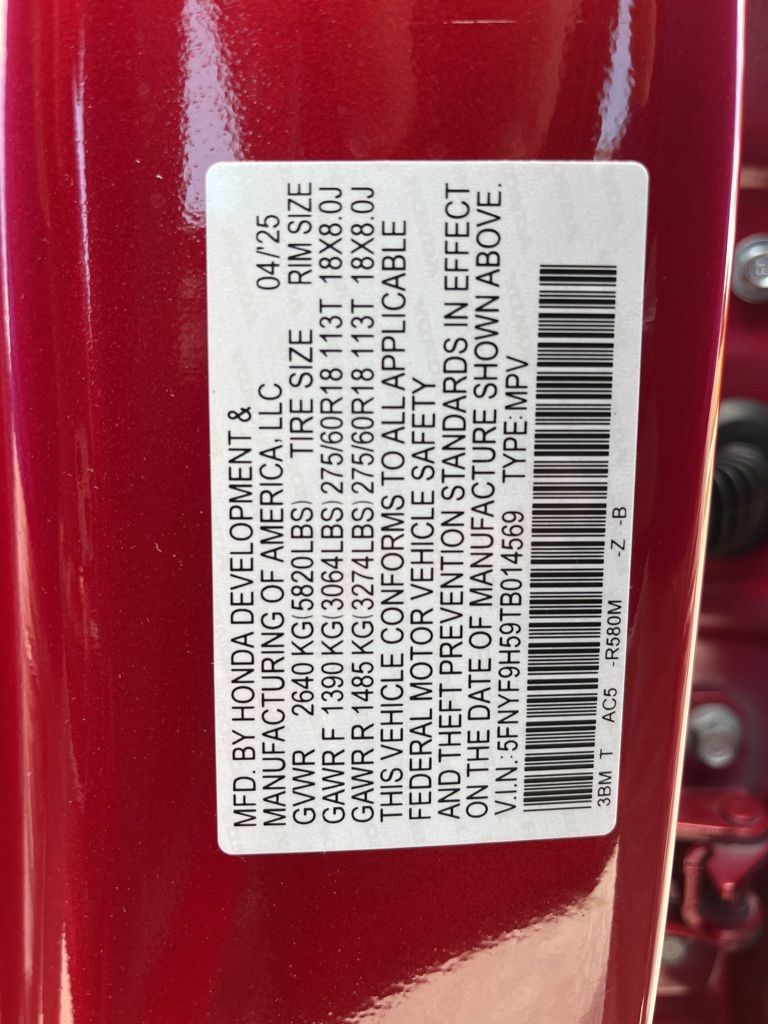 MFD. BY HONDA DEVELOPMENT &
MANUFACTURING OF AMERICA, LLC 04/'25
GVWR 2640 KG(5820LBS) TIRE SIZE RIM SIZE
GAWR F 1390 KG(3064LBS) 275/60R18 113T 18X8.0J
GAWR R 1485 KG(3274LBS) 275/60R18 113T 18X8.0J
THIS VEHICLE CONFORMS TO ALL APPLICABLE
FEDERAL MOTOR VEHICLE SAFETY
AND THEFT PREVENTION STANDARDS IN EFFECT
ON THE DATE OF MANUFACTURE SHOWN ABOVE.
V.I.N.: 5FNYF9H59TB014569 TYPE: MPV
3BM T AC5 -R580M -Z -B